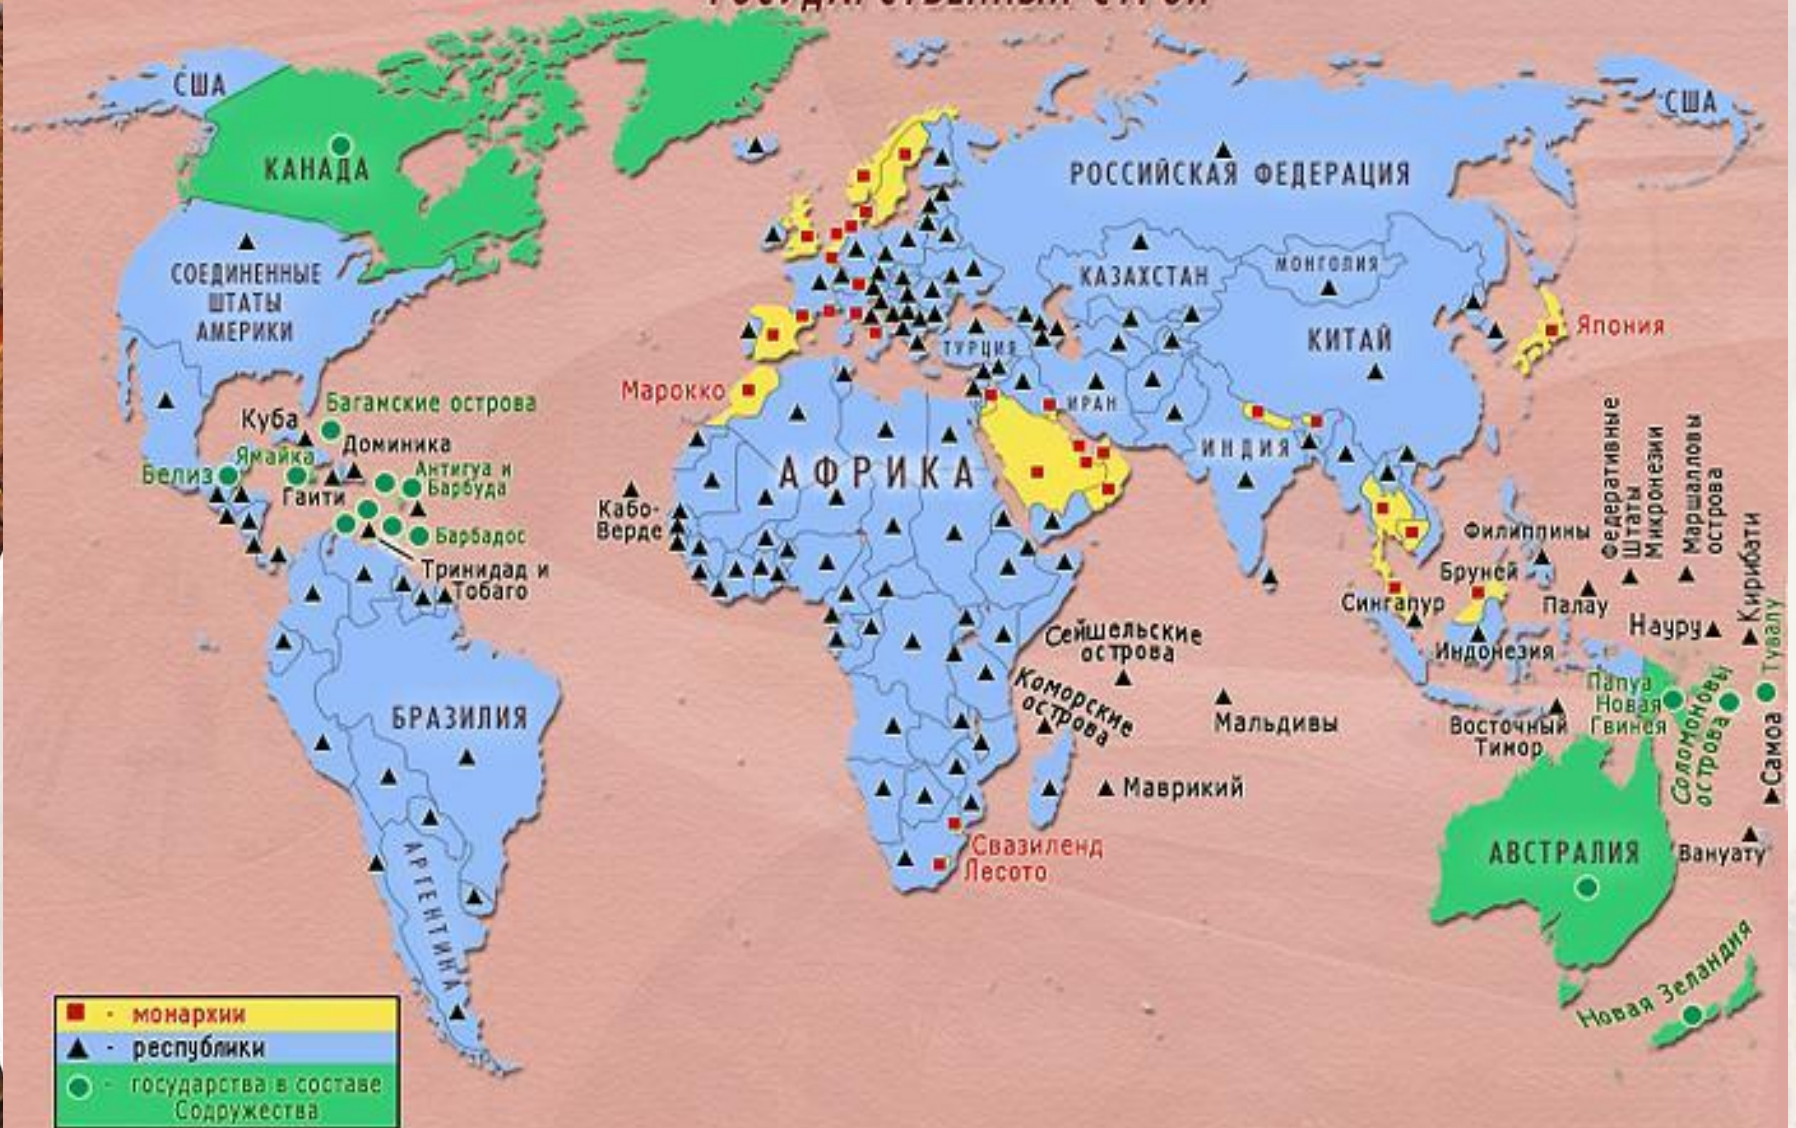 ГОСУДАРСТВЕННЫЙ СТРОЙ
США
КАНАДА
СОЕДИНЕННЫЕ
ШТАТЫ
АМЕРИКИ
Багамские острова
Куба
Доминика
Ямайка
Белиз
Гаити
Антигуа и
Барбуда
Барбадос
Тринидад и
Тобаго
БРАЗИЛИЯ
АРГЕНТИНА
Марокко
АФРИКА
Кабо-
Верде
Сейшельские
острова
Коморские
острова
Мальдивы
Маврикий
Свазиленд
Лесото
РОССИЙСКАЯ ФЕДЕРАЦИЯ
США
КАЗАХСТАН
МОНГОЛИЯ
КИТАЙ
ТУРЦИЯ
ИРАН
ИНДИЯ
Япония
Филиппины
Федеративные
Штаты
Микронезии
Маршалловы
острова
Кирибати
Тувалу
Бруней
Сингапур
Палау
Науру
Индонезия
Папуа
Новая
Гвинея
Соломоновы
острова
Восточный
Тимор
Самоа
АВСТРАЛИЯ
Вануату
Новая Зеландия
- монархии
- республики
- государства в составе
Содружества